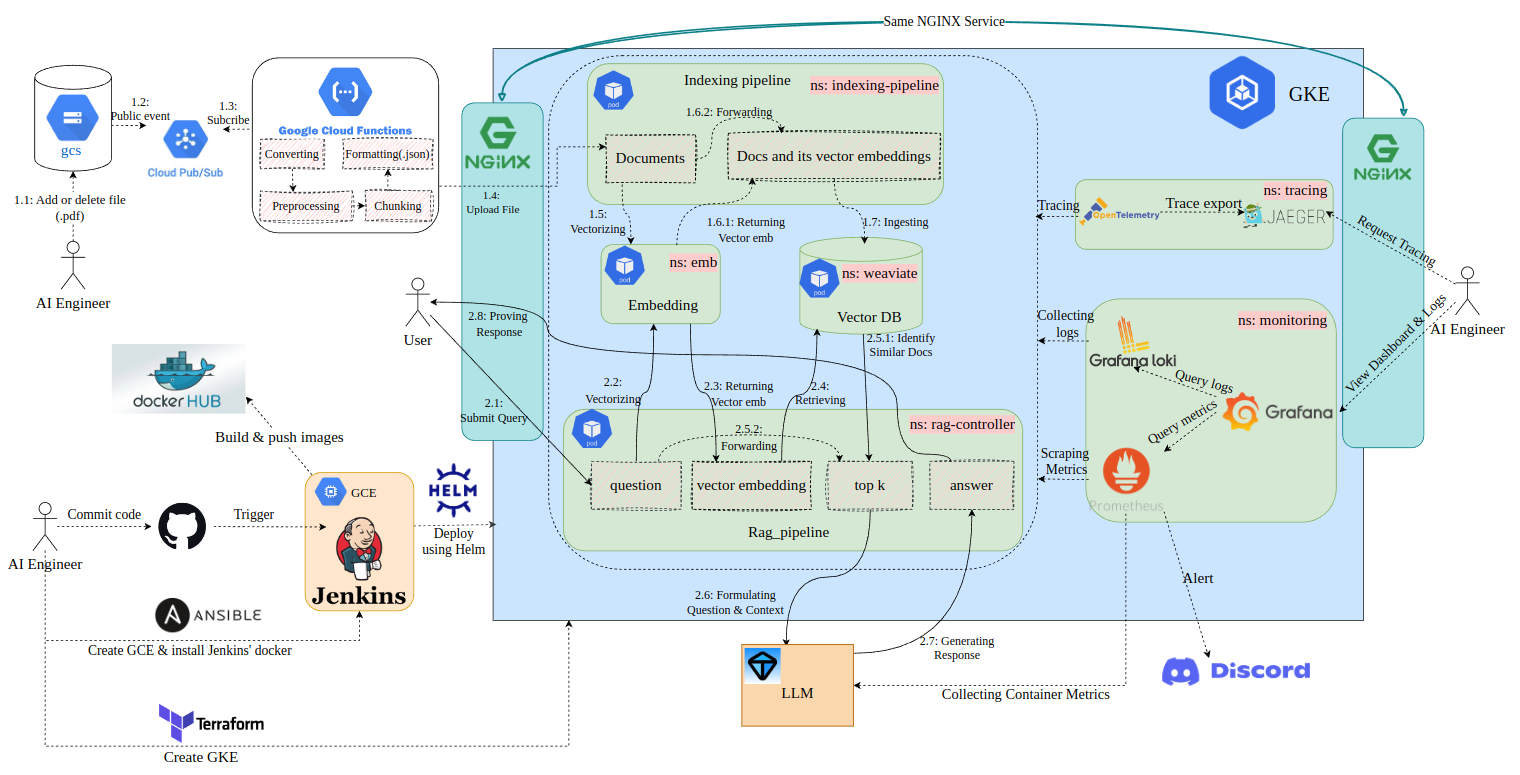 Same NGINX Service
gcs
1.2:
Public event
1.3:
Subcribe
Cloud Pub/Sub
Google Cloud Functions
Converting
Formatting(.json)
Preprocessing
Chunking
1.1: Add or delete file
(.pdf)
AI Engineer
NGINX
1.4:
Upload File
pod
Indexing pipeline
ns: indexing-pipeline
1.6.2: Forwarding
Documents
Docs and its vector embeddings
GKE
NGINX
1.5:
Vectorizing
1.6.1: Returning
Vector emb
1.7: Ingesting
pod
ns: emb
Embedding
pod
ns: weaviate
Vector DB
Tracing
ns: tracing
OpenTelemetry
Trace export
JAEGER
Request Tracing
AI Engineer
View Dashboard & Logs
User
2.8: Proving
Response
2.1:
Submit Query
2.2:
Vectorizing
2.3: Returning
Vector emb
2.4:
Retrieving
2.5.1: Identify
Similar Docs
Collecting
logs
ns: monitoring
Grafana loki
Query logs
Grafana
Query metrics
Prometheus
Scraping
Metrics
pod
ns: rag-controller
2.5.2:
Forwarding
question
vector embedding
top k
answer
Rag_pipeline
docker HUB
Build & push images
GCE
Jenkins
HELM
Deploy
using Helm
AI Engineer
Commit code
Trigger
ANSIBLE
Create GCE & install Jenkins' docker
Terraform
Create GKE
2.6: Formulating
Question & Context
2.7: Generating
Response
LLM
Collecting Container Metrics
Alert
Discord